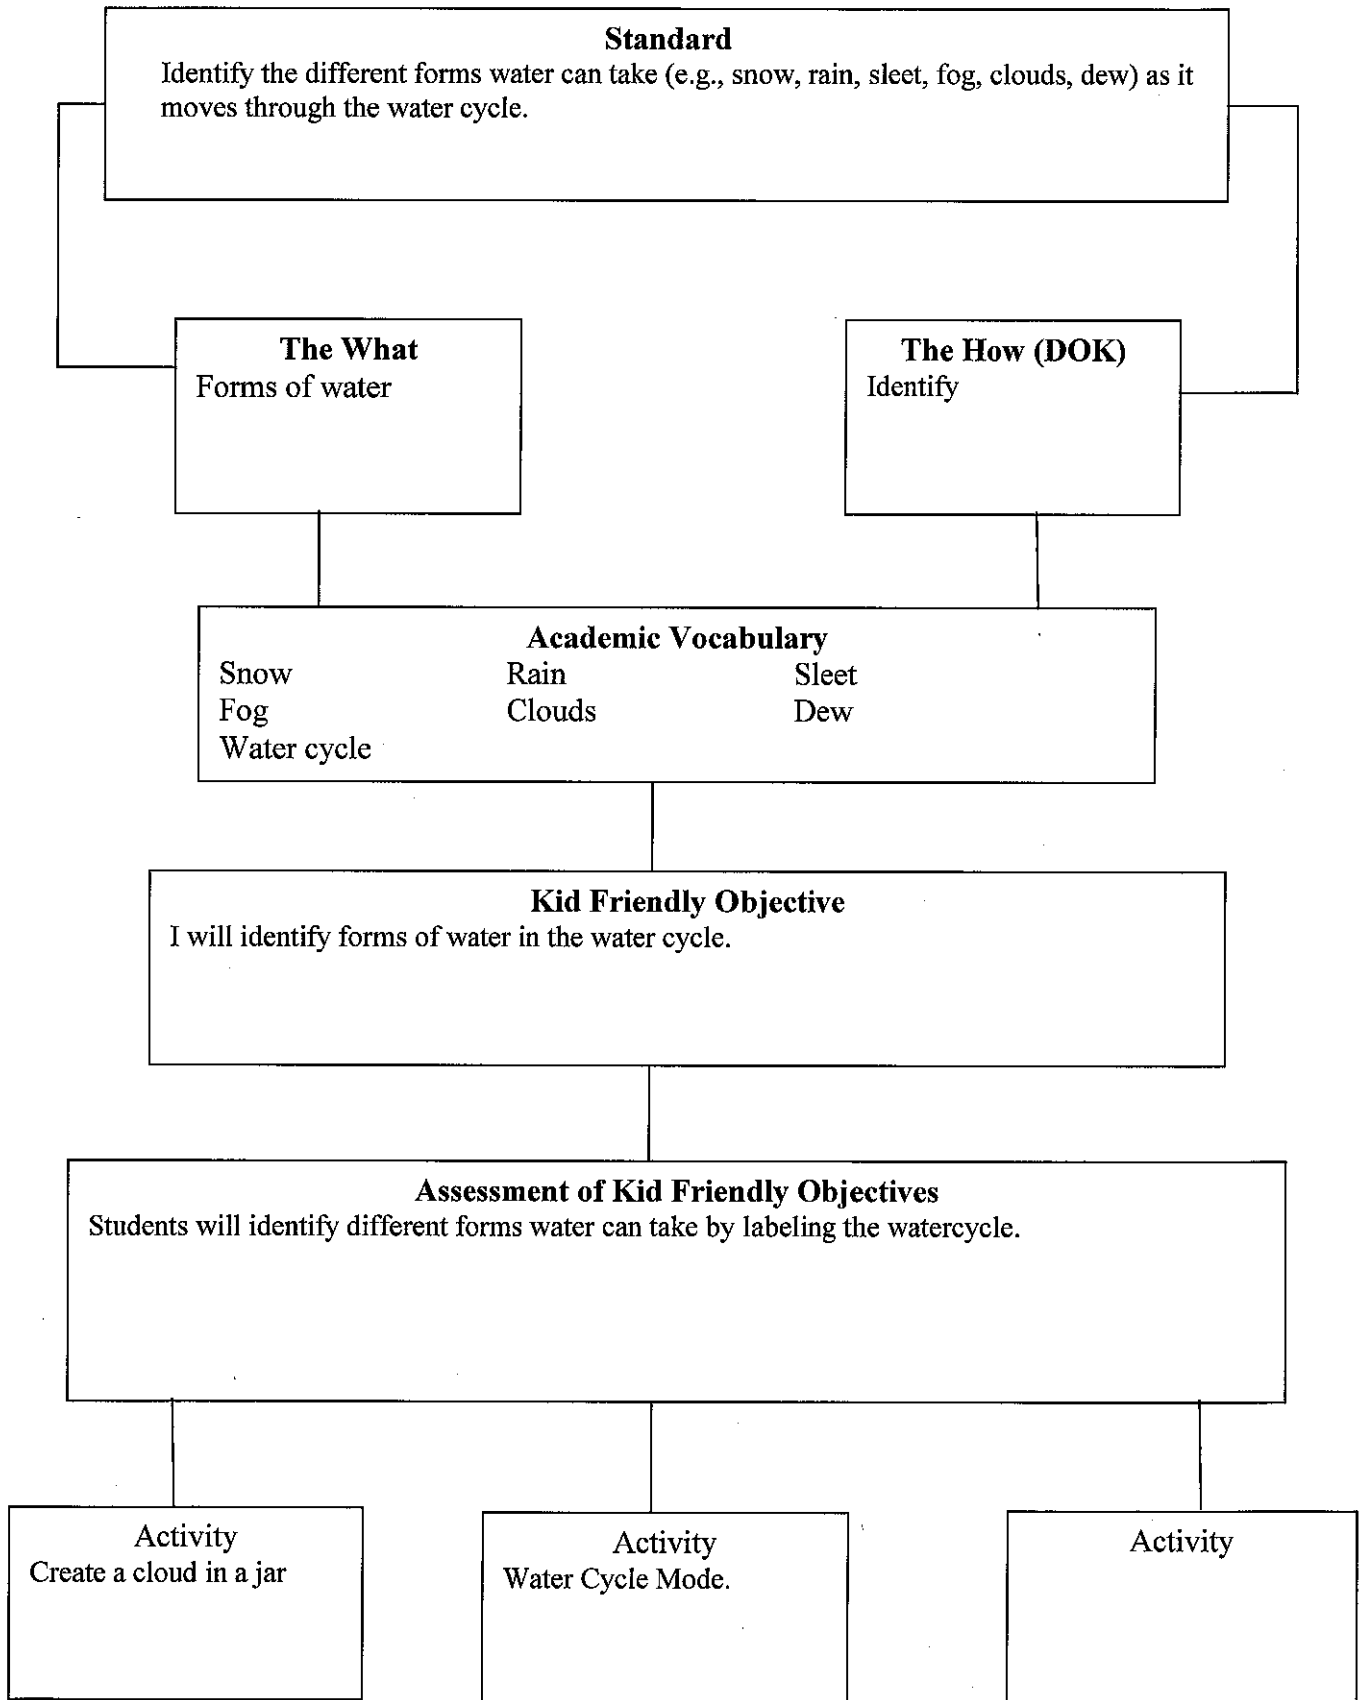 Standard
Identify the different forms water can take (e.g., snow, rain, sleet, fog, clouds, dew) as it
moves through the water cycle.
The What
Forms of water
The How (DOK)
Identify
Academic Vocabulary
Snow Rain Sleet
Fog Clouds Dew
Water cycle
Kid Friendly Objective
I will identify forms of water in the water cycle.
Assessment of Kid Friendly Objectives
Students will identify different forms water can take by labeling the watercycle.
Activity
Create a cloud in a jar
Activity
Water Cycle Mode.
Activity